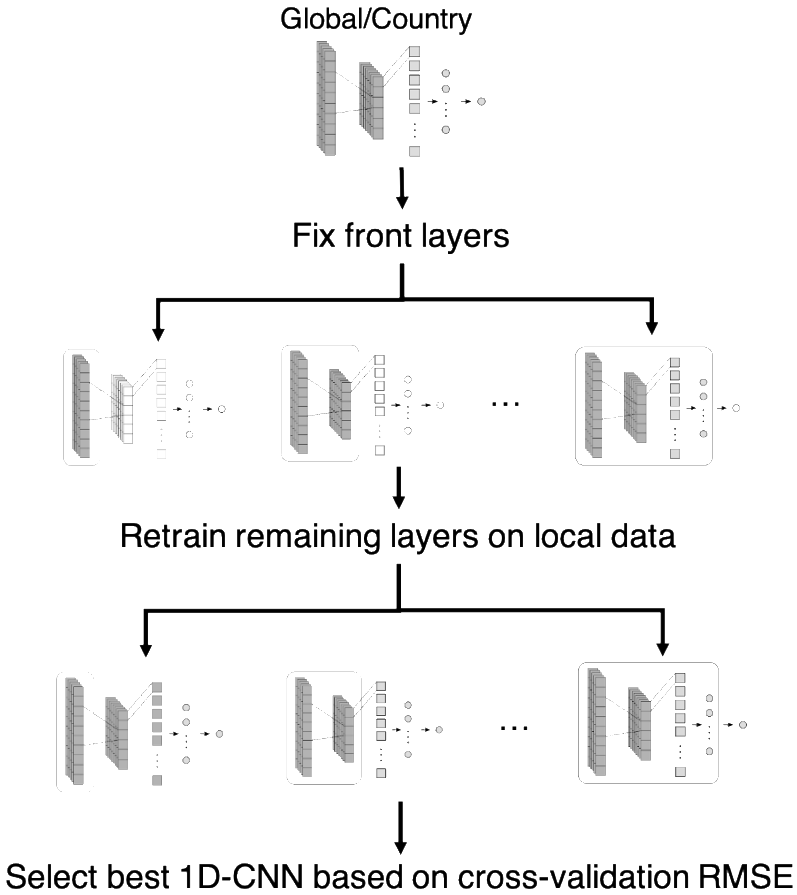 Global/Country
Fix front layers
...
Retrain remaining layers on local data
...
Select best 1D-CNN based on cross-validation RMSE